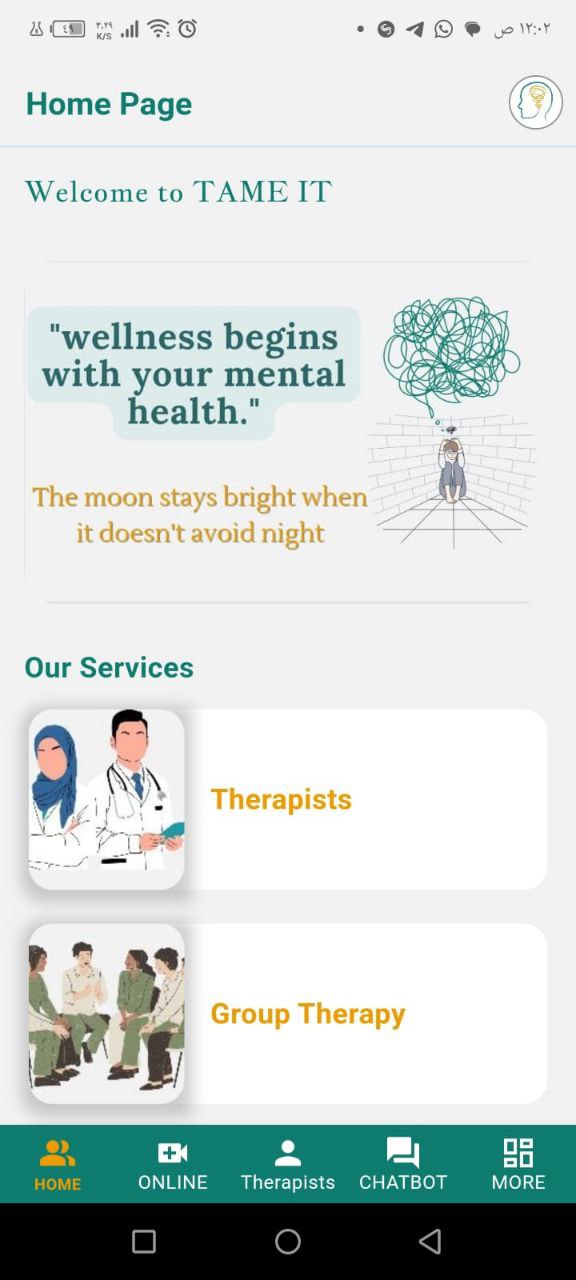 ٣,٢٩
K/S
١٢:٠٢ ص
Home Page
Welcome to TAME IT
"wellness begins
with your mental
health."
The moon stays bright when
it doesn't avoid night
Our Services
Therapists
Group Therapy
HOME
ONLINE
Therapists
CHATBOT
MORE